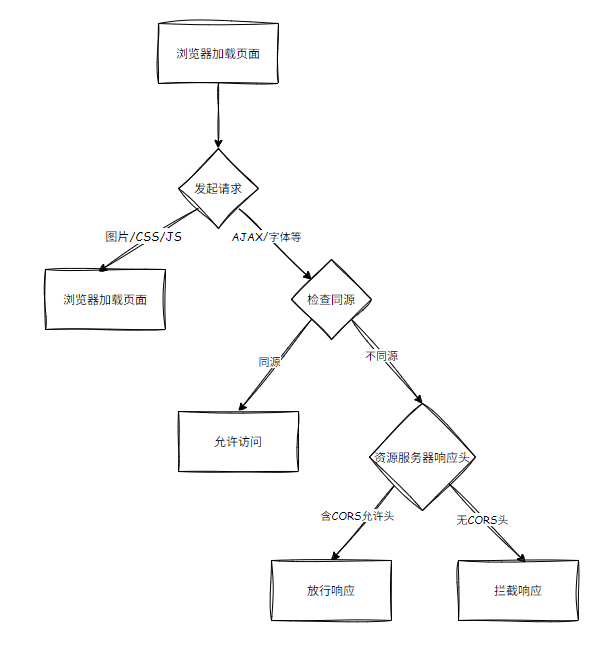 浏览器加载页面
发起请求
图片/CSS/JS
AJAX/字体等
浏览器加载页面
检查同源
同源
不同源
允许访问
资源服务器响应头
含CORS允许头
无CORS头
放行响应
拦截响应